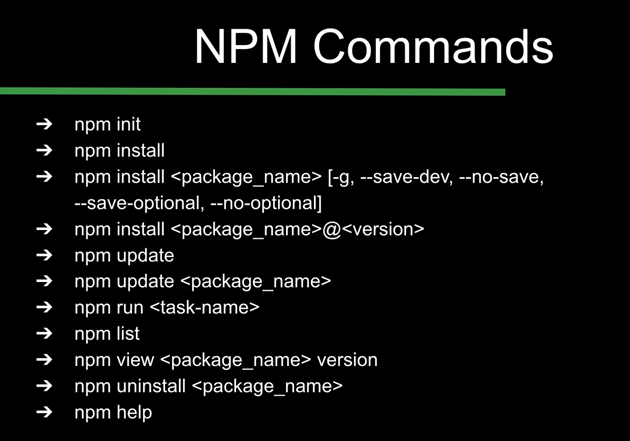 NPM Commands
➔ npm init
➔ npm install
➔ npm install <package_name> [-g, --save-dev, --no-save,
--save-optional, --no-optional]
➔ npm install <package_name>@<version>
➔ npm update
➔ npm update <package_name>
➔ npm run <task-name>
➔ npm list
➔ npm view <package_name> version
➔ npm uninstall <package_name>
➔ npm help